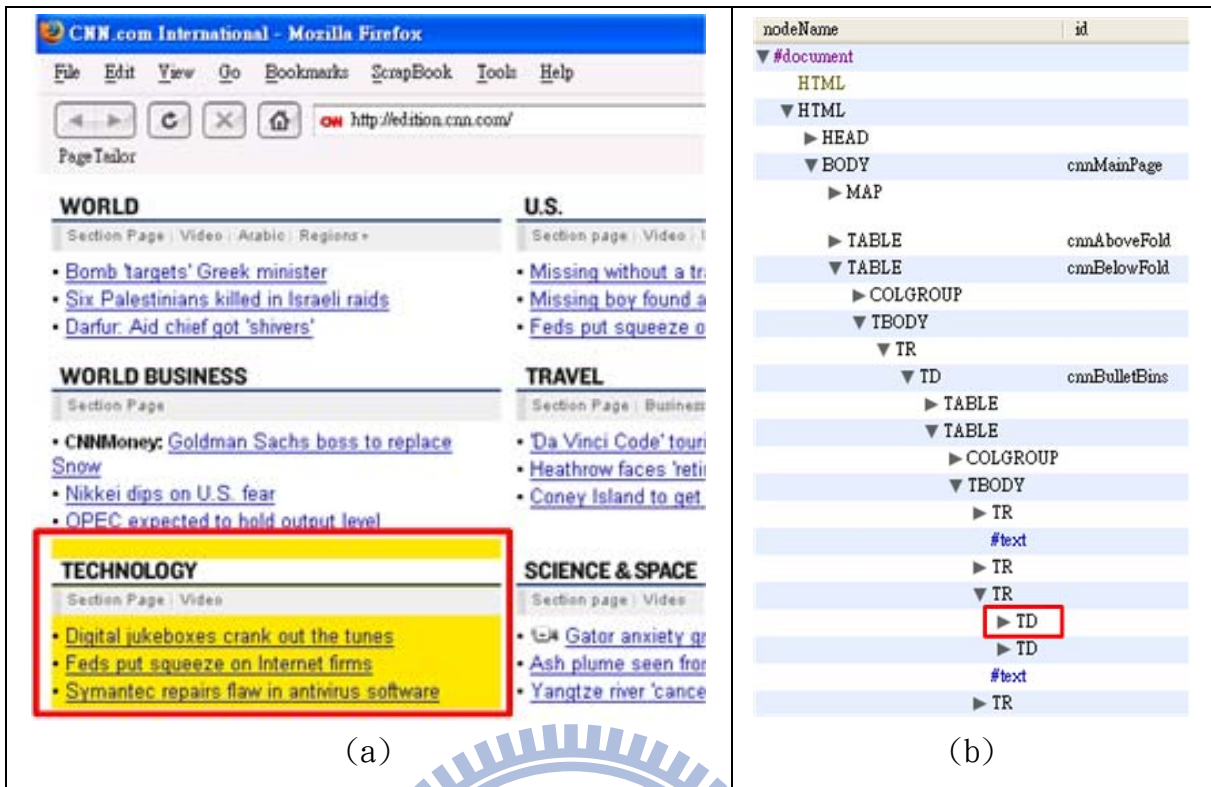 CNN.com International - Mozilla Firefox
File Edit View Go Bookmarks ScrapBook Tools Help
CNN http://edition.cnn.com/
PageTailor
WORLD
Section Page | Video | Arabic | Regions
• Bomb 'targets' Greek minister
• Six Palestinians killed in Israeli raids
• Darfur: Aid chief got 'shivers'
U.S.
Section page | Video
• Missing without a tr
• Missing boy found a
• Feds put squeeze o
WORLD BUSINESS
Section Page
• CNNMoney: Goldman Sachs boss to replace
Snow
• Nikkei dips on U.S. fear
• OPEC expected to hold output level
TRAVEL
Section Page | Busines
• 'Da Vinci Code' touri
• Heathrow faces 'reti
• Coney Island to get
TECHNOLOGY
Section Page | Video
• Digital jukeboxes crank out the tunes
• Feds put squeeze on Internet firms
• Symantec repairs flaw in antivirus software
SCIENCE & SPACE
Section page | Video
• Gator anxiety gr
• Ash plume seen fror
• Yangtze river 'cance
(a)
nodeName id
#document
HTML
HTML
HEAD
BODY cnnMainPage
MAP
TABLE cnnAboveFold
TABLE cnnBelowFold
COLGROUP
TBODY
TR
TD cnnBulletBins
TABLE
TABLE
COLGROUP
TBODY
TR
#text
TR
TR
TD
TD
#text
TR
(b)